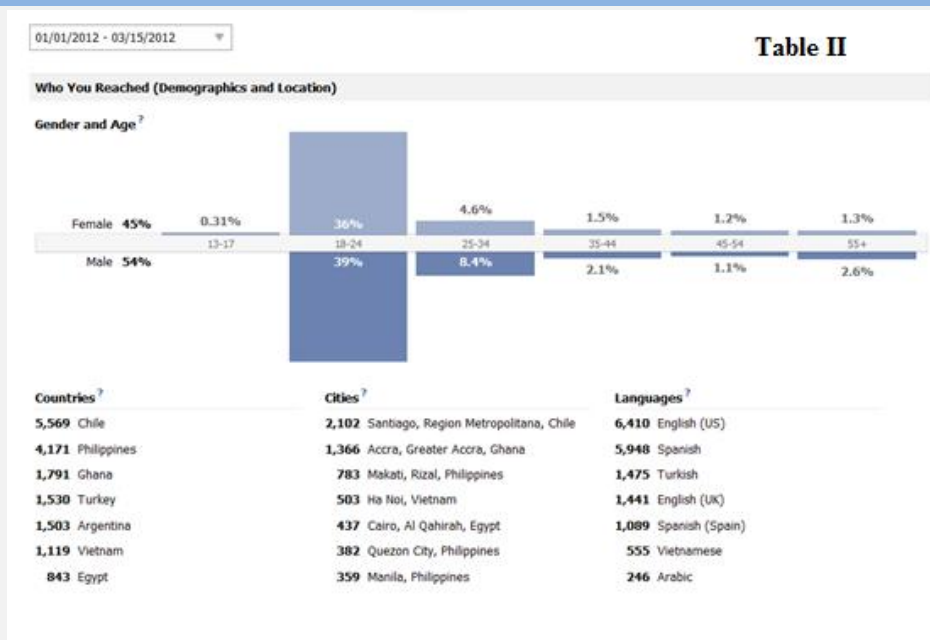 01/01/2012 - 03/15/2012
Table II
Who You Reached (Demographics and Location)
Gender and Age ?
Female 45% 0.31% 36% 4.6% 1.5% 1.2% 1.3%
13-17 18-24 25-34 35-44 45-54 55+
Male 54% 39% 8.4% 2.1% 1.1% 2.6%
Countries ?
5,569 Chile
4,171 Philippines
1,791 Ghana
1,530 Turkey
1,503 Argentina
1,119 Vietnam
843 Egypt
Cities ?
2,102 Santiago, Region Metropolitana, Chile
1,366 Accra, Greater Accra, Ghana
783 Makati, Rizal, Philippines
503 Ha Noi, Vietnam
437 Cairo, Al Qahirah, Egypt
382 Quezon City, Philippines
359 Manila, Philippines
Languages ?
6,410 English (US)
5,948 Spanish
1,475 Turkish
1,441 English (UK)
1,089 Spanish (Spain)
555 Vietnamese
246 Arabic